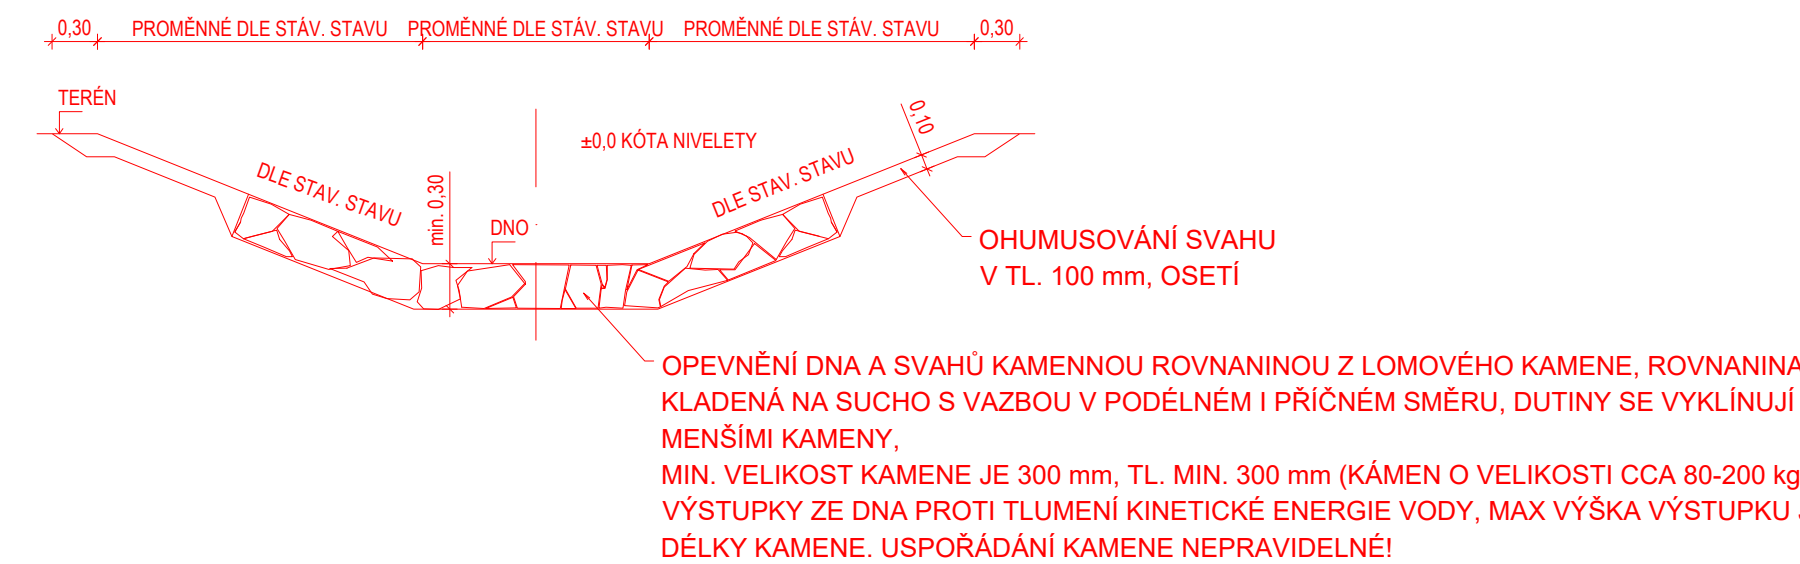 0,30 PROMĚNNÉ DLE STÁV. STAVU PROMĚNNÉ DLE STÁV. STAVU PROMĚNNÉ DLE STÁV. STAVU 0,30
TERÉN
0,10
±0,0 KÓTA NIVELETY
DLE STAV. STAVU
DLE STAV. STAVU
min. 0,30
DNO
OHUMUSOVÁNÍ SVAHU
V TL. 100 mm, OSETÍ
OPEVNĚNÍ DNA A SVAHŮ KAMENNOU ROVNANINOU Z LOMOVÉHO KAMENE, ROVNANINA
KLADENÁ NA SUCHO S VAZBOU V PODÉLNÉM I PŘÍČNÉM SMĚRU, DUTINY SE VYKLÍNUJÍ
MENŠÍMI KAMENY,
MIN. VELIKOST KAMENE JE 300 mm, TL. MIN. 300 mm (KÁMEN O VELIKOSTI CCA 80-200 kg
VÝSTUPKY ZE DNA PROTI TLUMENÍ KINETICKÉ ENERGIE VODY, MAX VÝŠKA VÝSTUPKU
DÉLKY KAMENE. USPOŘÁDÁNÍ KAMENE NEPRAVIDELNÉ!